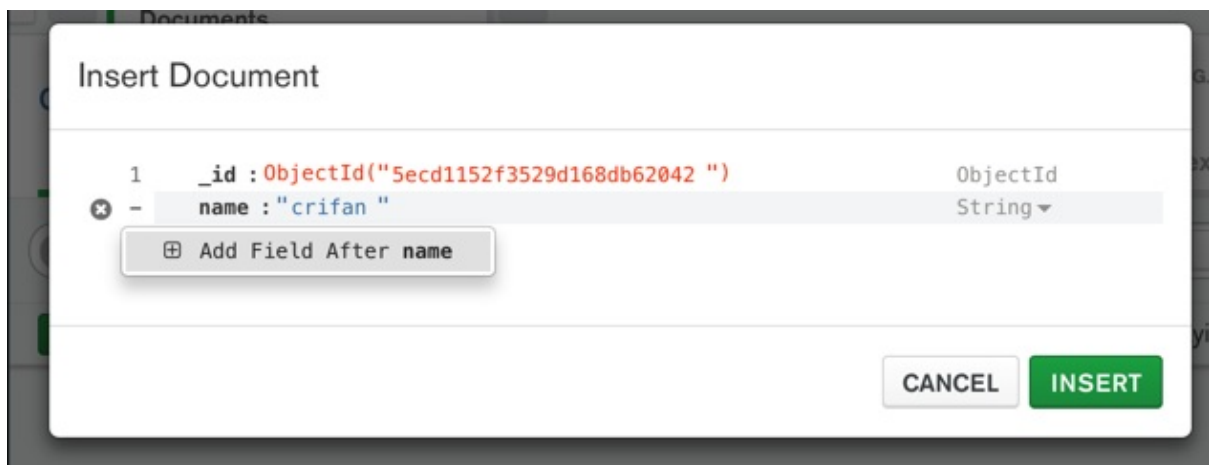 Documents
Insert Document
1 _id : ObjectId("5ecd1152f3529d168db62042 ") ObjectId
- name : "crifan " String
Add Field After name
CANCEL INSERT